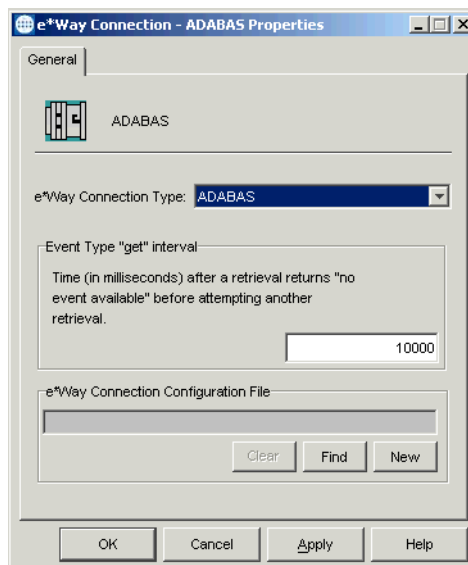 e*Way Connection - ADABAS Properties
General
ADABAS
e*Way Connection Type: ADABAS
Event Type "get" interval
Time (in milliseconds) after a retrieval returns "no
event available" before attempting another
retrieval.
10000
e*Way Connection Configuration File
Clear Find New
OK Cancel Apply Help